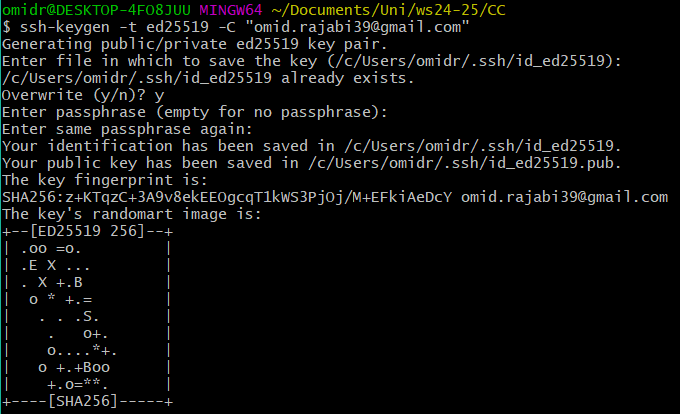 omidr@DESKTOP-4FO8JUU MINGW64 ~/Documents/Uni/ws24-25/CC
$ ssh-keygen -t ed25519 -C "omid.rajabi39@gmail.com"
Generating public/private ed25519 key pair.
Enter file in which to save the key (/c/Users/omidr/.ssh/id_ed25519):
/c/Users/omidr/.ssh/id_ed25519 already exists.
Overwrite (y/n)? y
Enter passphrase (empty for no passphrase):
Enter same passphrase again:
Your identification has been saved in /c/Users/omidr/.ssh/id_ed25519.
Your public key has been saved in /c/Users/omidr/.ssh/id_ed25519.pub.
The key fingerprint is:
SHA256:z+KTqzC+3A9v8ekEEOgcqT1kWS3PjOj/M+EFkiAeDcY omid.rajabi39@gmail.com
The key's randomart image is:
+--[ED25519 256]--+
| .oo =o.         |
| .E X ...        |
| . X +.B         |
|  o * +.=        |
|   . . .S.       |
|    .   o+.      |
|    o....*+.     |
|   o +.+Boo      |
|    +.o=**.      |
+----[SHA256]-----+